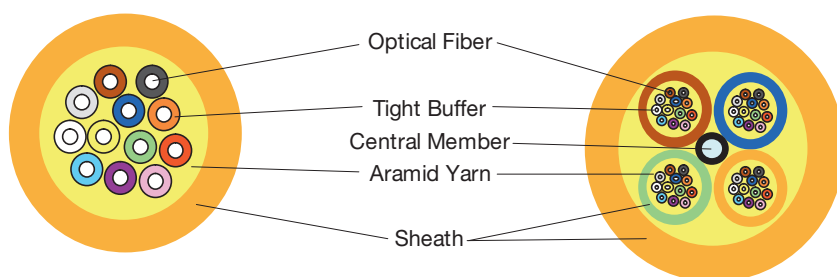 Optical Fiber
Tight Buffer
Central Member
Aramid Yarn
Sheath